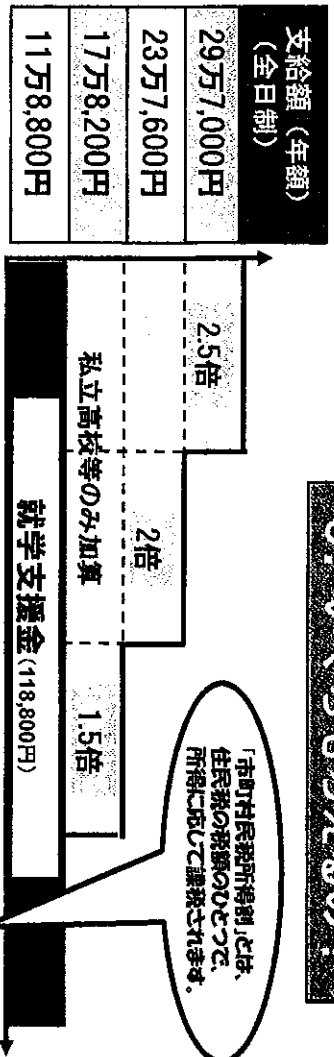 支給額（年額）
（全日制）
29万7,000円
23万7,600円
17万8,200円
11万8,800円
2.5倍
2倍
1.5倍
私立高校等のみ加算
就学支援金(118,800円)
「市町村民税所得割」とは、
住民税の税額のひとつで、
所得に応じて課税されます。